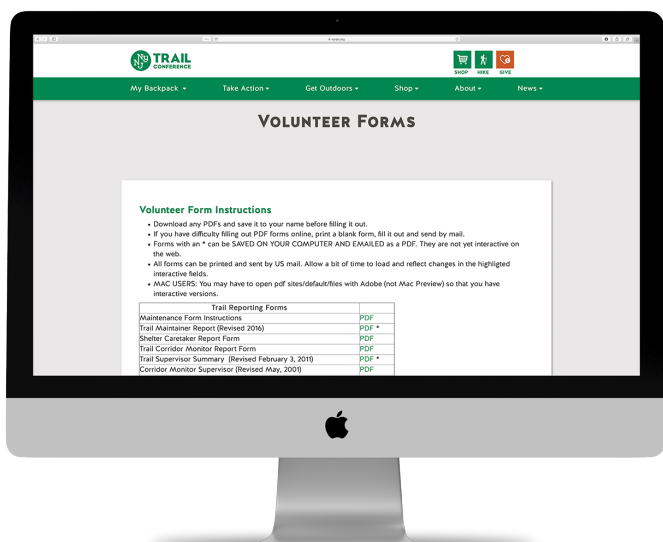 NY NJ TRAIL
CONFERENCE
SHOP HIKE GIVE
My Backpack Take Action Get Outdoors Shop About News
VOLUNTEER FORMS
Volunteer Form Instructions
• Download any PDFs and save it to your name before filling it out.
• If you have difficulty filling out PDF forms online, print a blank form, fill it out and send by mail.
• Forms with an * can be SAVED ON YOUR COMPUTER AND EMAILED as a PDF. They are not yet interactive on
the web.
• All forms can be printed and sent by US mail. Allow a bit of time to load and reflect changes in the highligted
interactive fields.
• MAC USERS: You may have to open pdf sites/default/files with Adobe (not Mac Preview) so that you have
interactive versions.
Trail Reporting Forms
Maintenance Form Instructions PDF
Trail Maintainer Report (Revised 2016) PDF *
Shelter Caretaker Report Form PDF
Trail Corridor Monitor Report Form PDF
Trail Supervisor Summary (Revised February 3, 2011) PDF *
Corridor Monitor Supervisor (Revised May, 2001) PDF